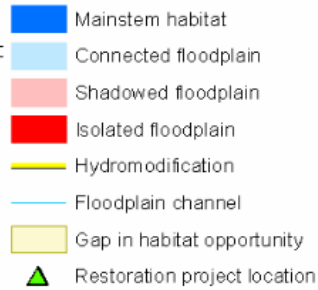 Mainstem habitat
Connected floodplain
Shadowed floodplain
Isolated floodplain
Hydromodification
Floodplain channel
Gap in habitat opportunity
Restoration project location